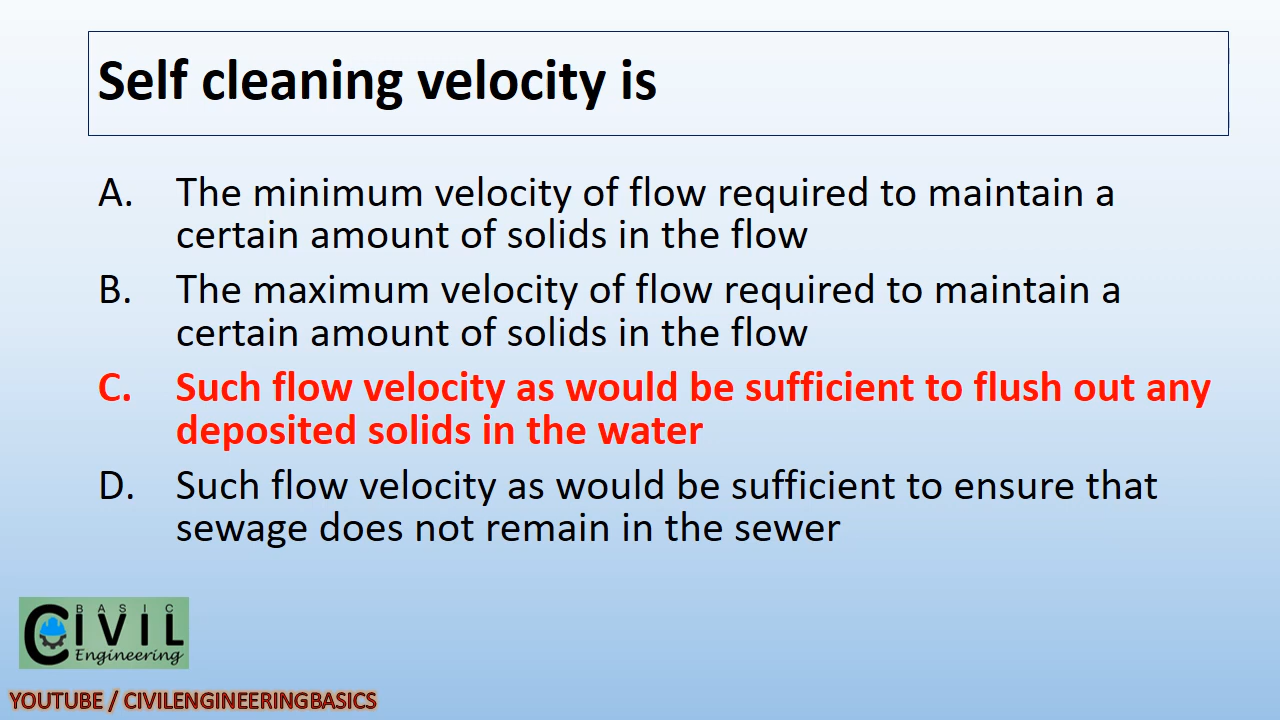 Self cleaning velocity is
A. The minimum velocity of flow required to maintain a
certain amount of solids in the flow
B. The maximum velocity of flow required to maintain a
certain amount of solids in the flow
C. Such flow velocity as would be sufficient to flush out any
deposited solids in the water
D. Such flow velocity as would be sufficient to ensure that
sewage does not remain in the sewer
BASIC
CIVIL
Engineering
YOUTUBE / CIVILENGINEERINGBASICS